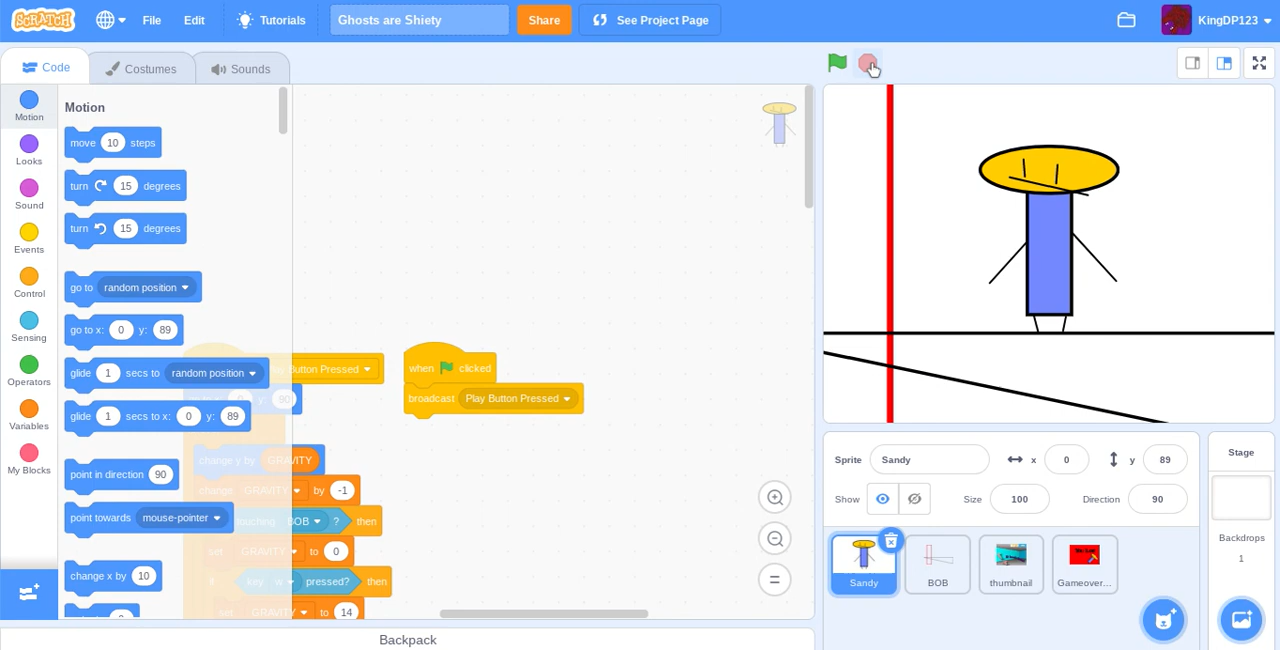 SCRATCH File Edit Tutorials Ghosts are Shiety Share See Project Page KingDP123
Code Costumes Sounds
Motion
Looks
Sound
Events
Control
Sensing
Operators
Variables
My Blocks
Motion
move 10 steps
turn 15 degrees
turn 15 degrees
go to random position
go to x: 0 y: 89
glide 1 secs to random position
glide 1 secs to x: 0 y: 89
point in direction 90
point towards mouse-pointer
change x by 10
Button Pressed
90
change y by GRAVITY
change GRAVITY by -1
touching BOB ? then
set GRAVITY to 0
if key w pressed? then
set GRAVITY to 14
when clicked
broadcast Play Button Pressed
Backpack
Sprite Sandy x 0 y 89
Show Size 100 Direction 90
Sandy BOB thumbnail Gameover...
Stage
Backdrops
1